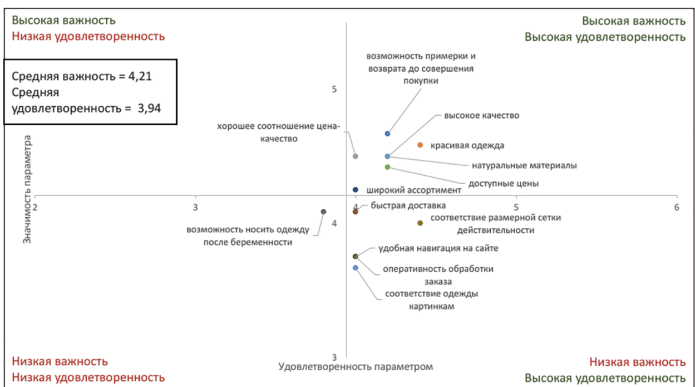 Высокая важность
Низкая удовлетворенность
Высокая важность
Высокая удовлетворенность
Средняя важность = 4,21
Средняя
удовлетворенность = 3,94
возможность примерки и
возврата до совершения
покупки
5
высокое качество
хорошее соотношение цена-
качество
красивая одежда
натуральные материалы
доступные цены
широкий ассортимент
2
3
4
5
6
быстрая доставка
4
соответствие размерной сетки
действительности
возможность носить одежду
после беременности
удобная навигация на сайте
оперативность обработки
заказа
соответствие одежды
картинкам
Значимость параметра
3
Удовлетворенность параметром
Низкая важность
Низкая удовлетворенность
Низкая важность
Высокая удовлетворенность